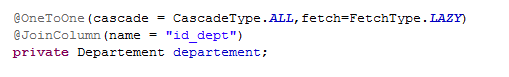 @OneToOne(cascade = CascadeType.ALL,fetch=FetchType.LAZY)
@JoinColumn(name = "id_dept")
private Departement departement;